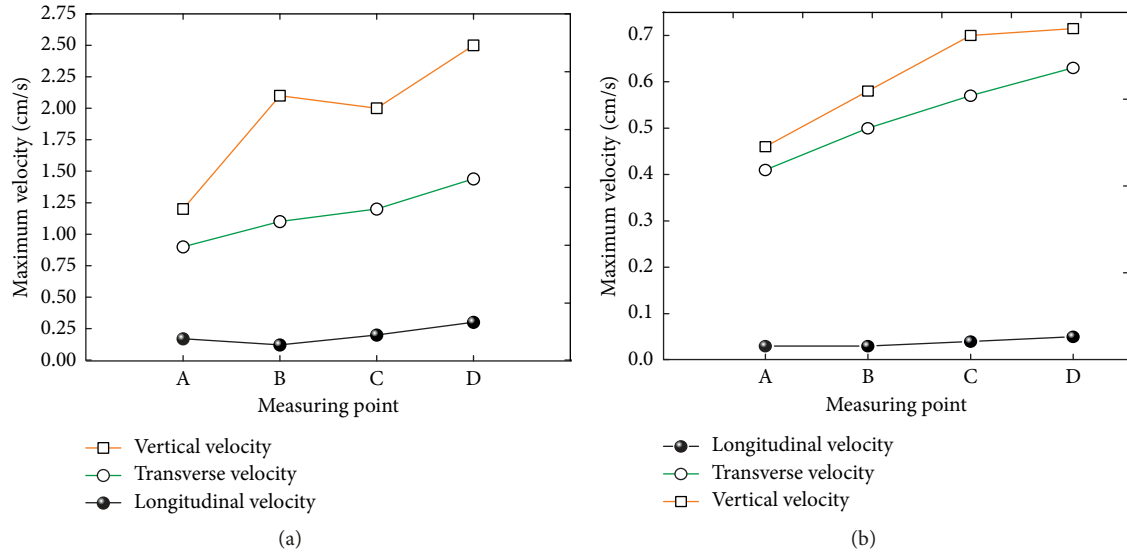 Maximum velocity (cm/s)
2.75
2.50
2.25
2.00
1.75
1.50
1.25
1.00
0.75
0.50
0.25
0.00
A B C D
Measuring point
Vertical velocity
Transverse velocity
Longitudinal velocity
(a)
Maximum velocity (cm/s)
0.7
0.6
0.5
0.4
0.3
0.2
0.1
0.0
A B C D
Measuring point
Longitudinal velocity
Transverse velocity
Vertical velocity
(b)